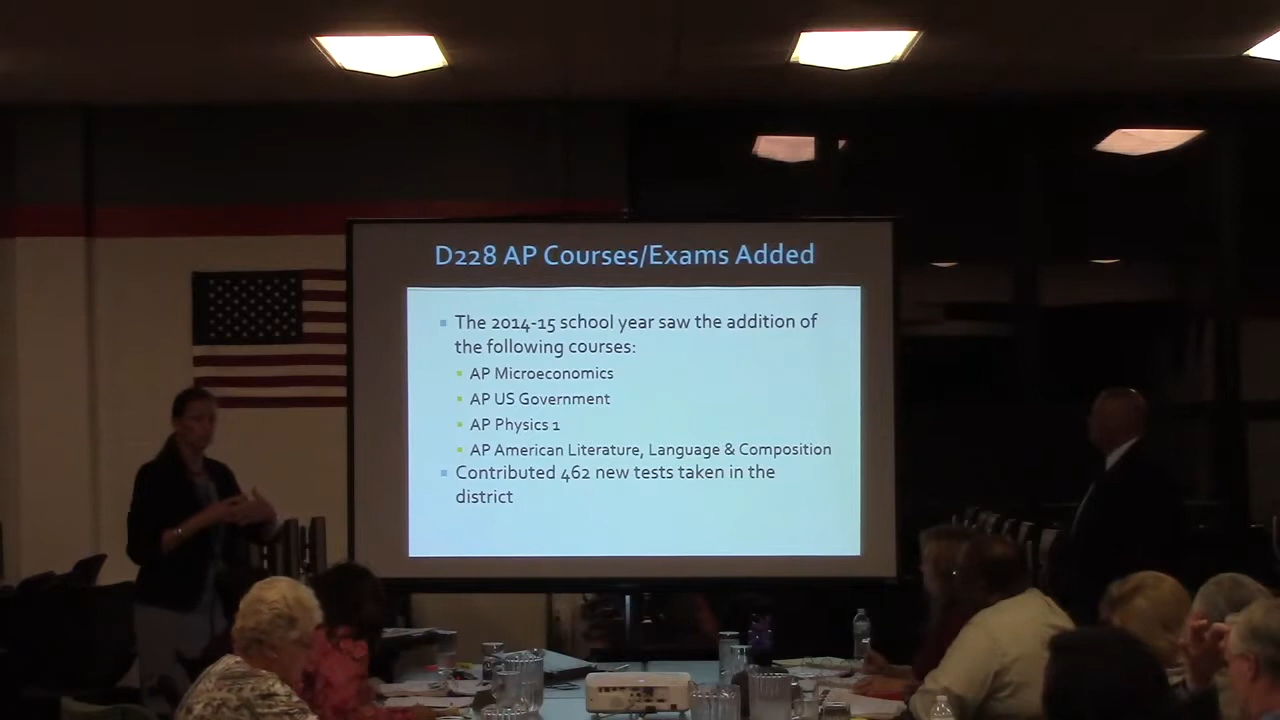 D228 AP Courses/Exams Added
The 2014-15 school year saw the addition of
the following courses:
AP Microeconomics
AP US Government
AP Physics 1
AP American Literature, Language & Composition
Contributed 462 new tests taken in the
district